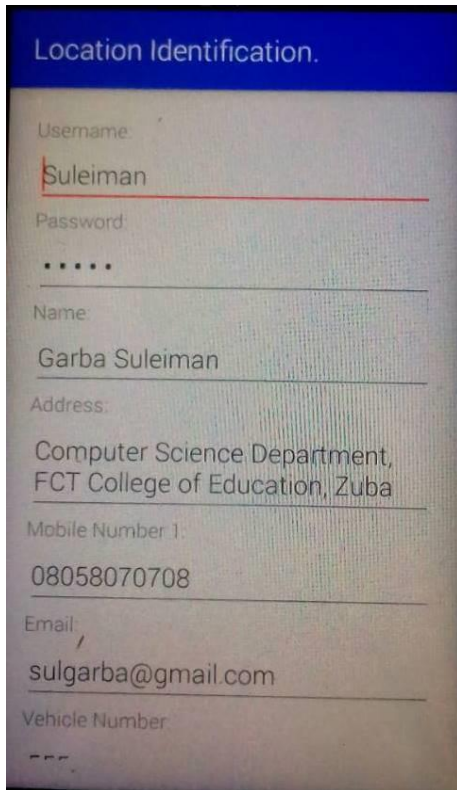 Location Identification.
Username:
Suleiman
Password:
•••••
Name:
Garba Suleiman
Address:
Computer Science Department,
FCT College of Education, Zuba
Mobile Number 1:
08058070708
Email:
sulgarba@gmail.com
Vehicle Number:
---